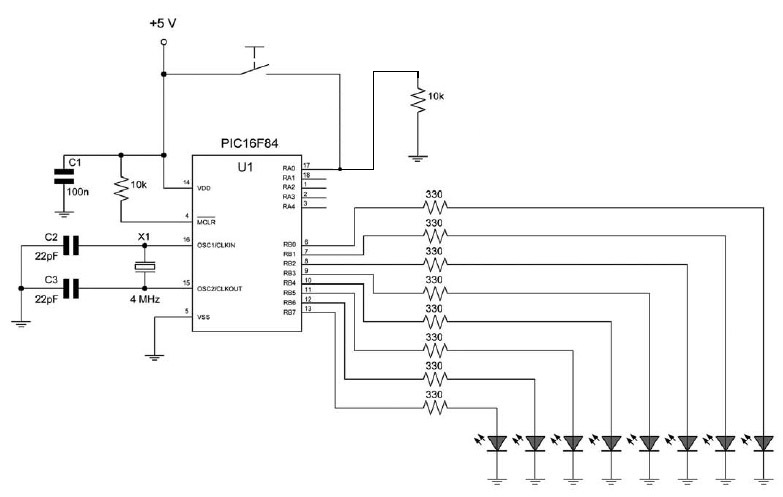 +5 V
10k
PIC16F84
U1
C1
100n
10k
14
VDD
4
MCLR
C2
22pF
X1
16
OSC1/CLKIN
C3
22pF
4 MHz
15
OSC2/CLKOUT
5
VSS
RA0
17
RA1
18
RA2
1
RA3
2
RA4
3
RB0
6
RB1
7
RB2
8
RB3
9
RB4
10
RB5
11
RB6
12
RB7
13
330
330
330
330
330
330
330
330